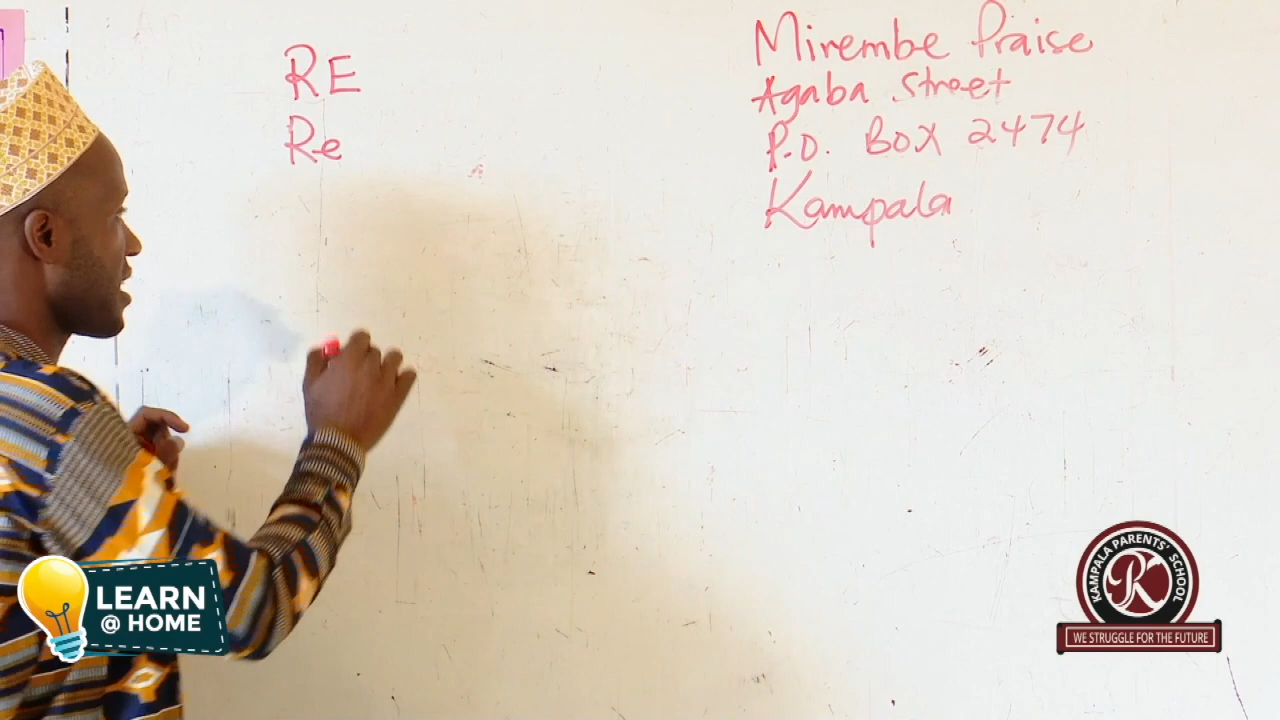 RE
Re
Mirembe Praise
Agaba Street
P.O. BOX 2474
Kampala
LEARN
@ HOME
KAMPALA PARENTS' SCHOOL
WE STRUGGLE FOR THE FUTURE